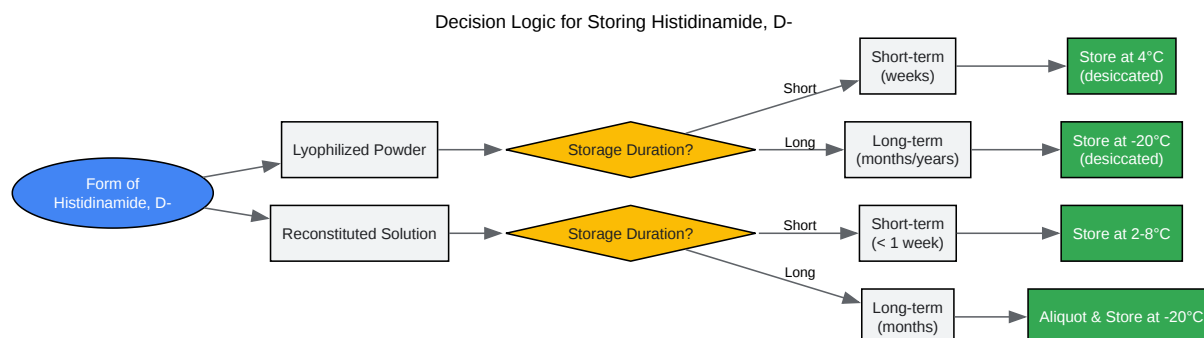 Decision Logic for Storing Histidinamide, D-
Form of
Histidinamide, D-
Lyophilized Powder
Storage Duration?
Short
Short-term
(weeks)
Store at 4°C
(desiccated)
Long
Long-term
(months/years)
Store at -20°C
(desiccated)
Reconstituted Solution
Storage Duration?
Short
Short-term
(< 1 week)
Store at 2-8°C
Long
Long-term
(months)
Aliquot & Store at -20°C